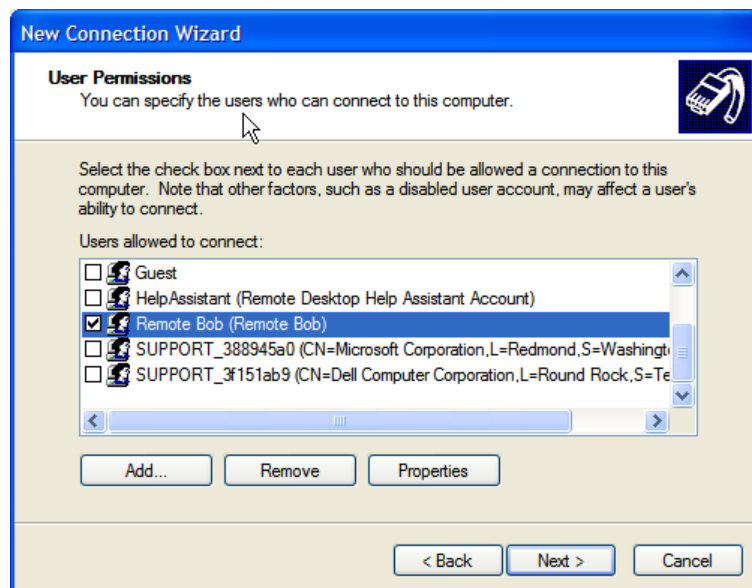 New Connection Wizard
User Permissions
You can specify the users who can connect to this computer.
Select the check box next to each user who should be allowed a connection to this
computer. Note that other factors, such as a disabled user account, may affect a user's
ability to connect.
Users allowed to connect:
Guest
HelpAssistant (Remote Desktop Help Assistant Account)
Remote Bob (Remote Bob)
SUPPORT_388945a0 (CN=Microsoft Corporation,L=Redmond,S=Washingt
SUPPORT_3f151ab9 (CN=Dell Computer Corporation,L=Round Rock,S=Te
Add... Remove Properties
< Back Next > Cancel